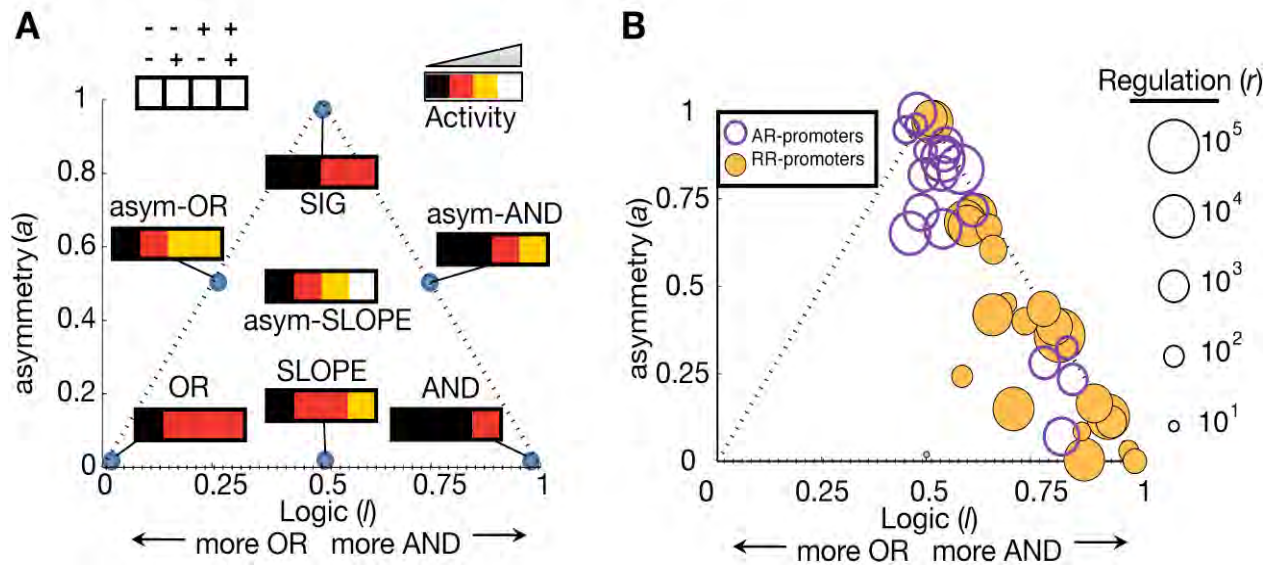 A
- - + +
- + - +
Activity
asymmetry (a)
1
0.8
0.6
0.4
0.2
0
SIG
asym-OR
asym-AND
asym-SLOPE
OR
SLOPE
AND
0 0.25 0.5 0.75 1
Logic (l)
← more OR more AND →
B
Regulation (r)
AR-promoters
RR-promoters
asymmetry (a)
1
0.75
0.5
0.25
0
10^5
10^4
10^3
10^2
10^1
0 0.25 0.5 0.75 1
Logic (l)
← more OR more AND →